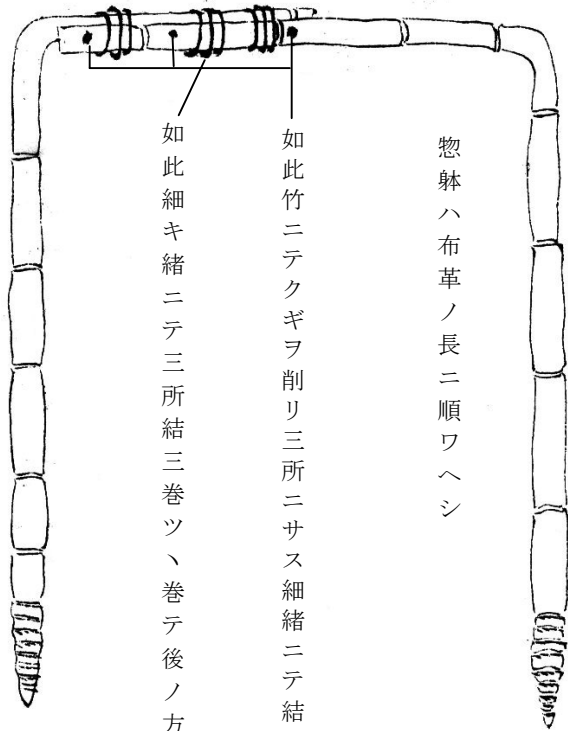 惣躰ハ布革ノ長ニ順ワヘシ
如此竹ニテクギヲ削リ三所ニサス細緒ニテ結
如此細キ緒ニテ三所結三巻ツヽ巻テ後ノ方